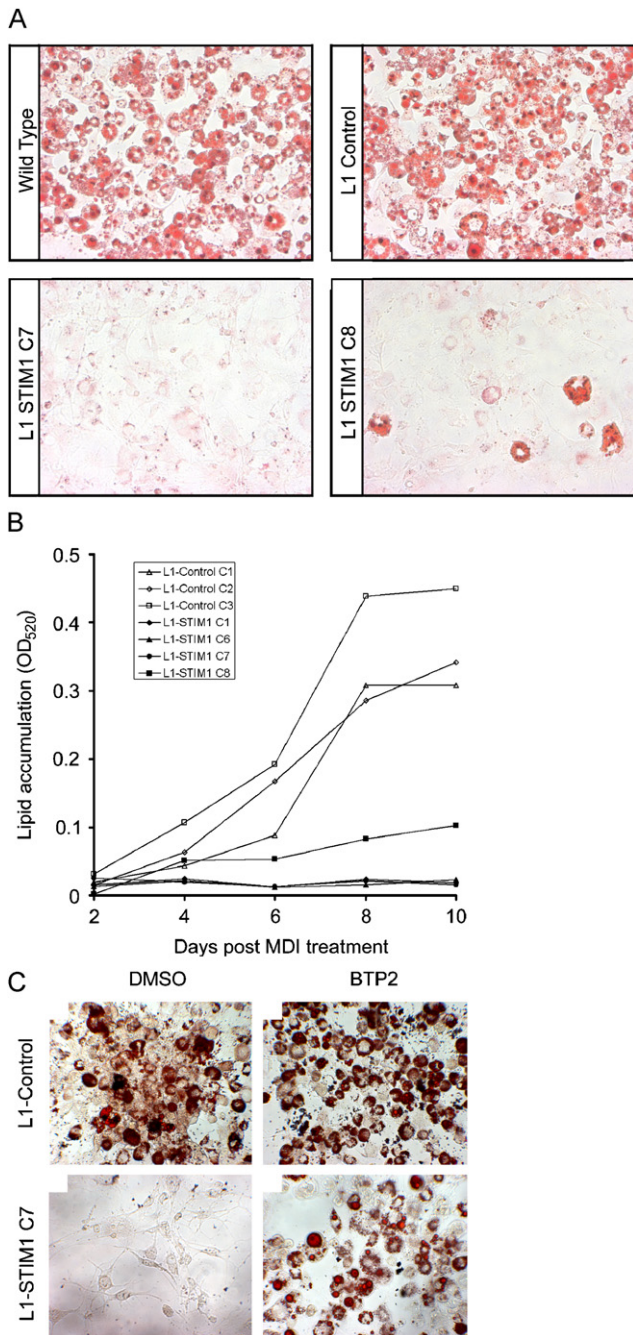 A
Wild Type
L1 Control
L1 STIM1 C7
L1 STIM1 C8
B
0.5
0.4
0.3
0.2
0.1
0
Lipid accumulation (OD520)
L1-Control C1
L1-Control C2
L1-Control C3
L1-STIM1 C1
L1-STIM1 C6
L1-STIM1 C7
L1-STIM1 C8
2 4 6 8 10
Days post MDI treatment
C
DMSO BTP2
L1-Control
L1-STIM1 C7